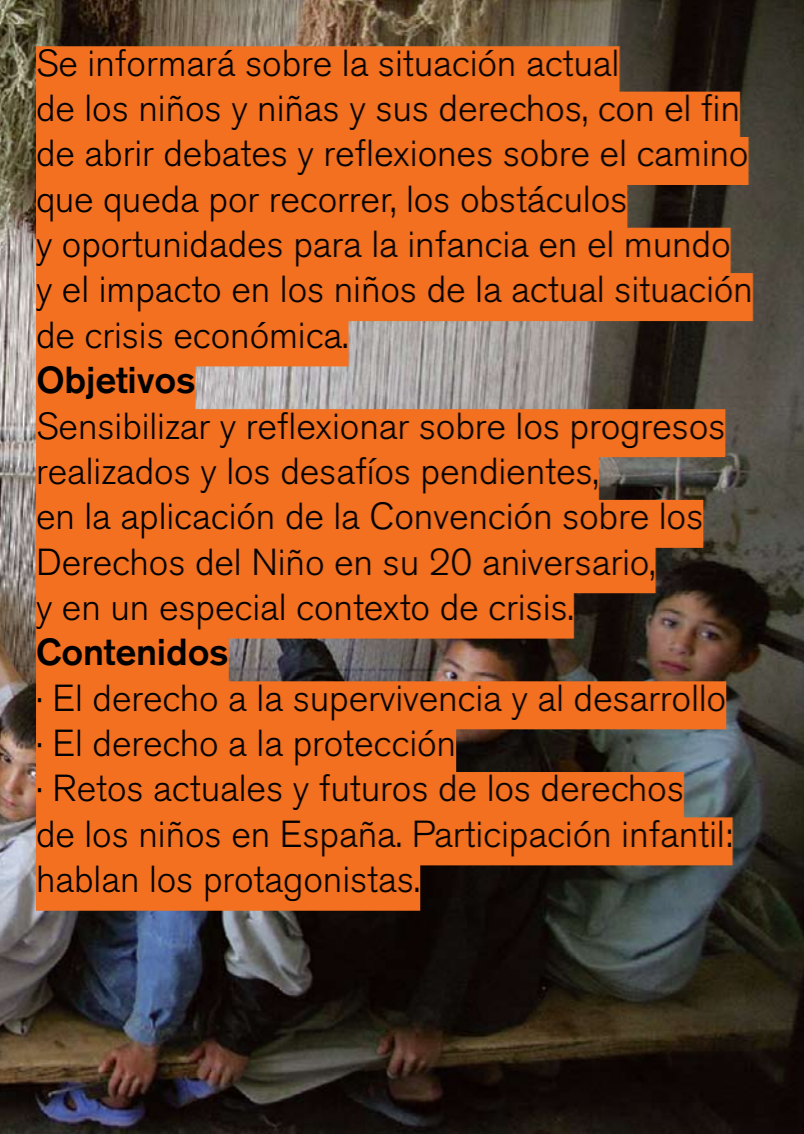 Se informará sobre la situación actual
de los niños y niñas y sus derechos, con el fin
de abrir debates y reflexiones sobre el camino
que queda por recorrer, los obstáculos
y oportunidades para la infancia en el mundo
y el impacto en los niños de la actual situación
de crisis económica.
Objetivos
Sensibilizar y reflexionar sobre los progresos
realizados y los desafíos pendientes,
en la aplicación de la Convención sobre los
Derechos del Niño en su 20 aniversario,
y en un especial contexto de crisis.
Contenidos
· El derecho a la supervivencia y al desarrollo
· El derecho a la protección
· Retos actuales y futuros de los derechos
de los niños en España. Participación infantil:
hablan los protagonistas.